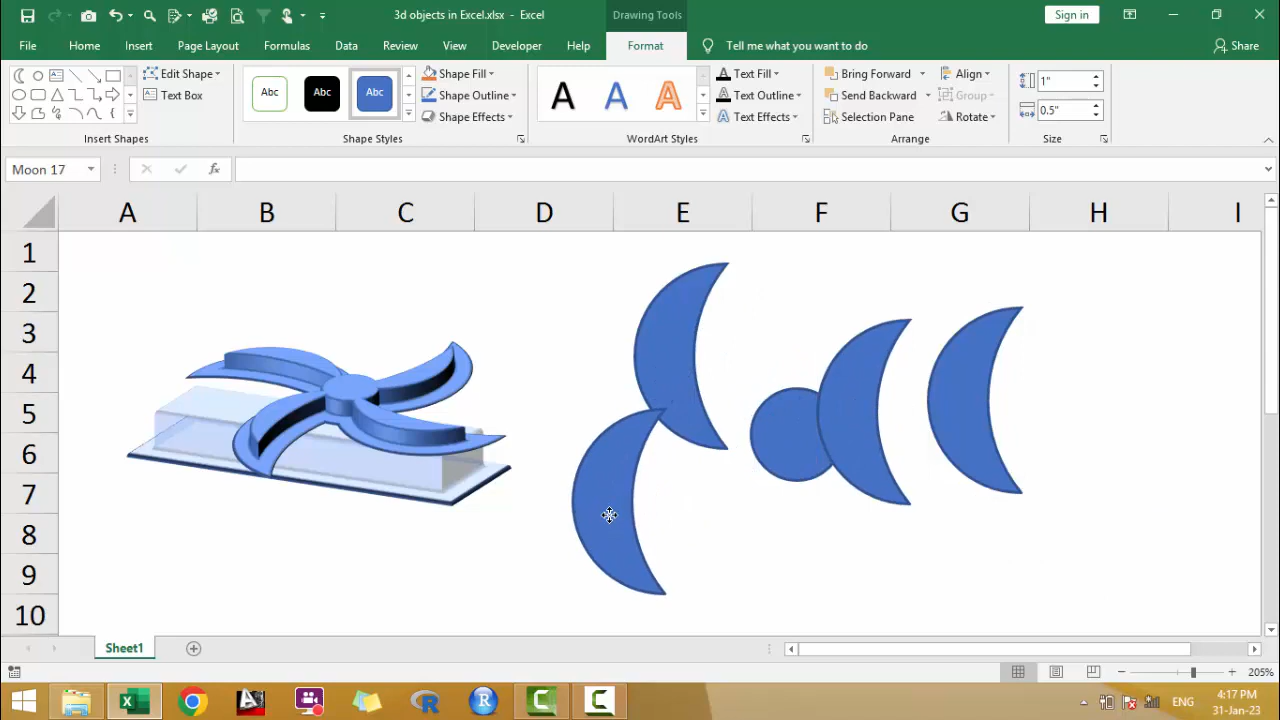 3d objects in Excel.xlsx - Excel
Drawing Tools
Sign in
File Home Insert Page Layout Formulas Data Review View Developer Help Format Tell me what you want to do Share
Edit Shape
Text Box
Insert Shapes
Abc Abc Abc
Shape Fill
Shape Outline
Shape Effects
Shape Styles
A A A
Text Fill
Text Outline
Text Effects
WordArt Styles
Bring Forward
Send Backward
Selection Pane
Align
Group
Rotate
Arrange
1"
0.5"
Size
Moon 17
fx
A B C D E F G H I
1
2
3
4
5
6
7
8
9
10
Sheet1
205%
ENG
4:17 PM
31-Jan-23